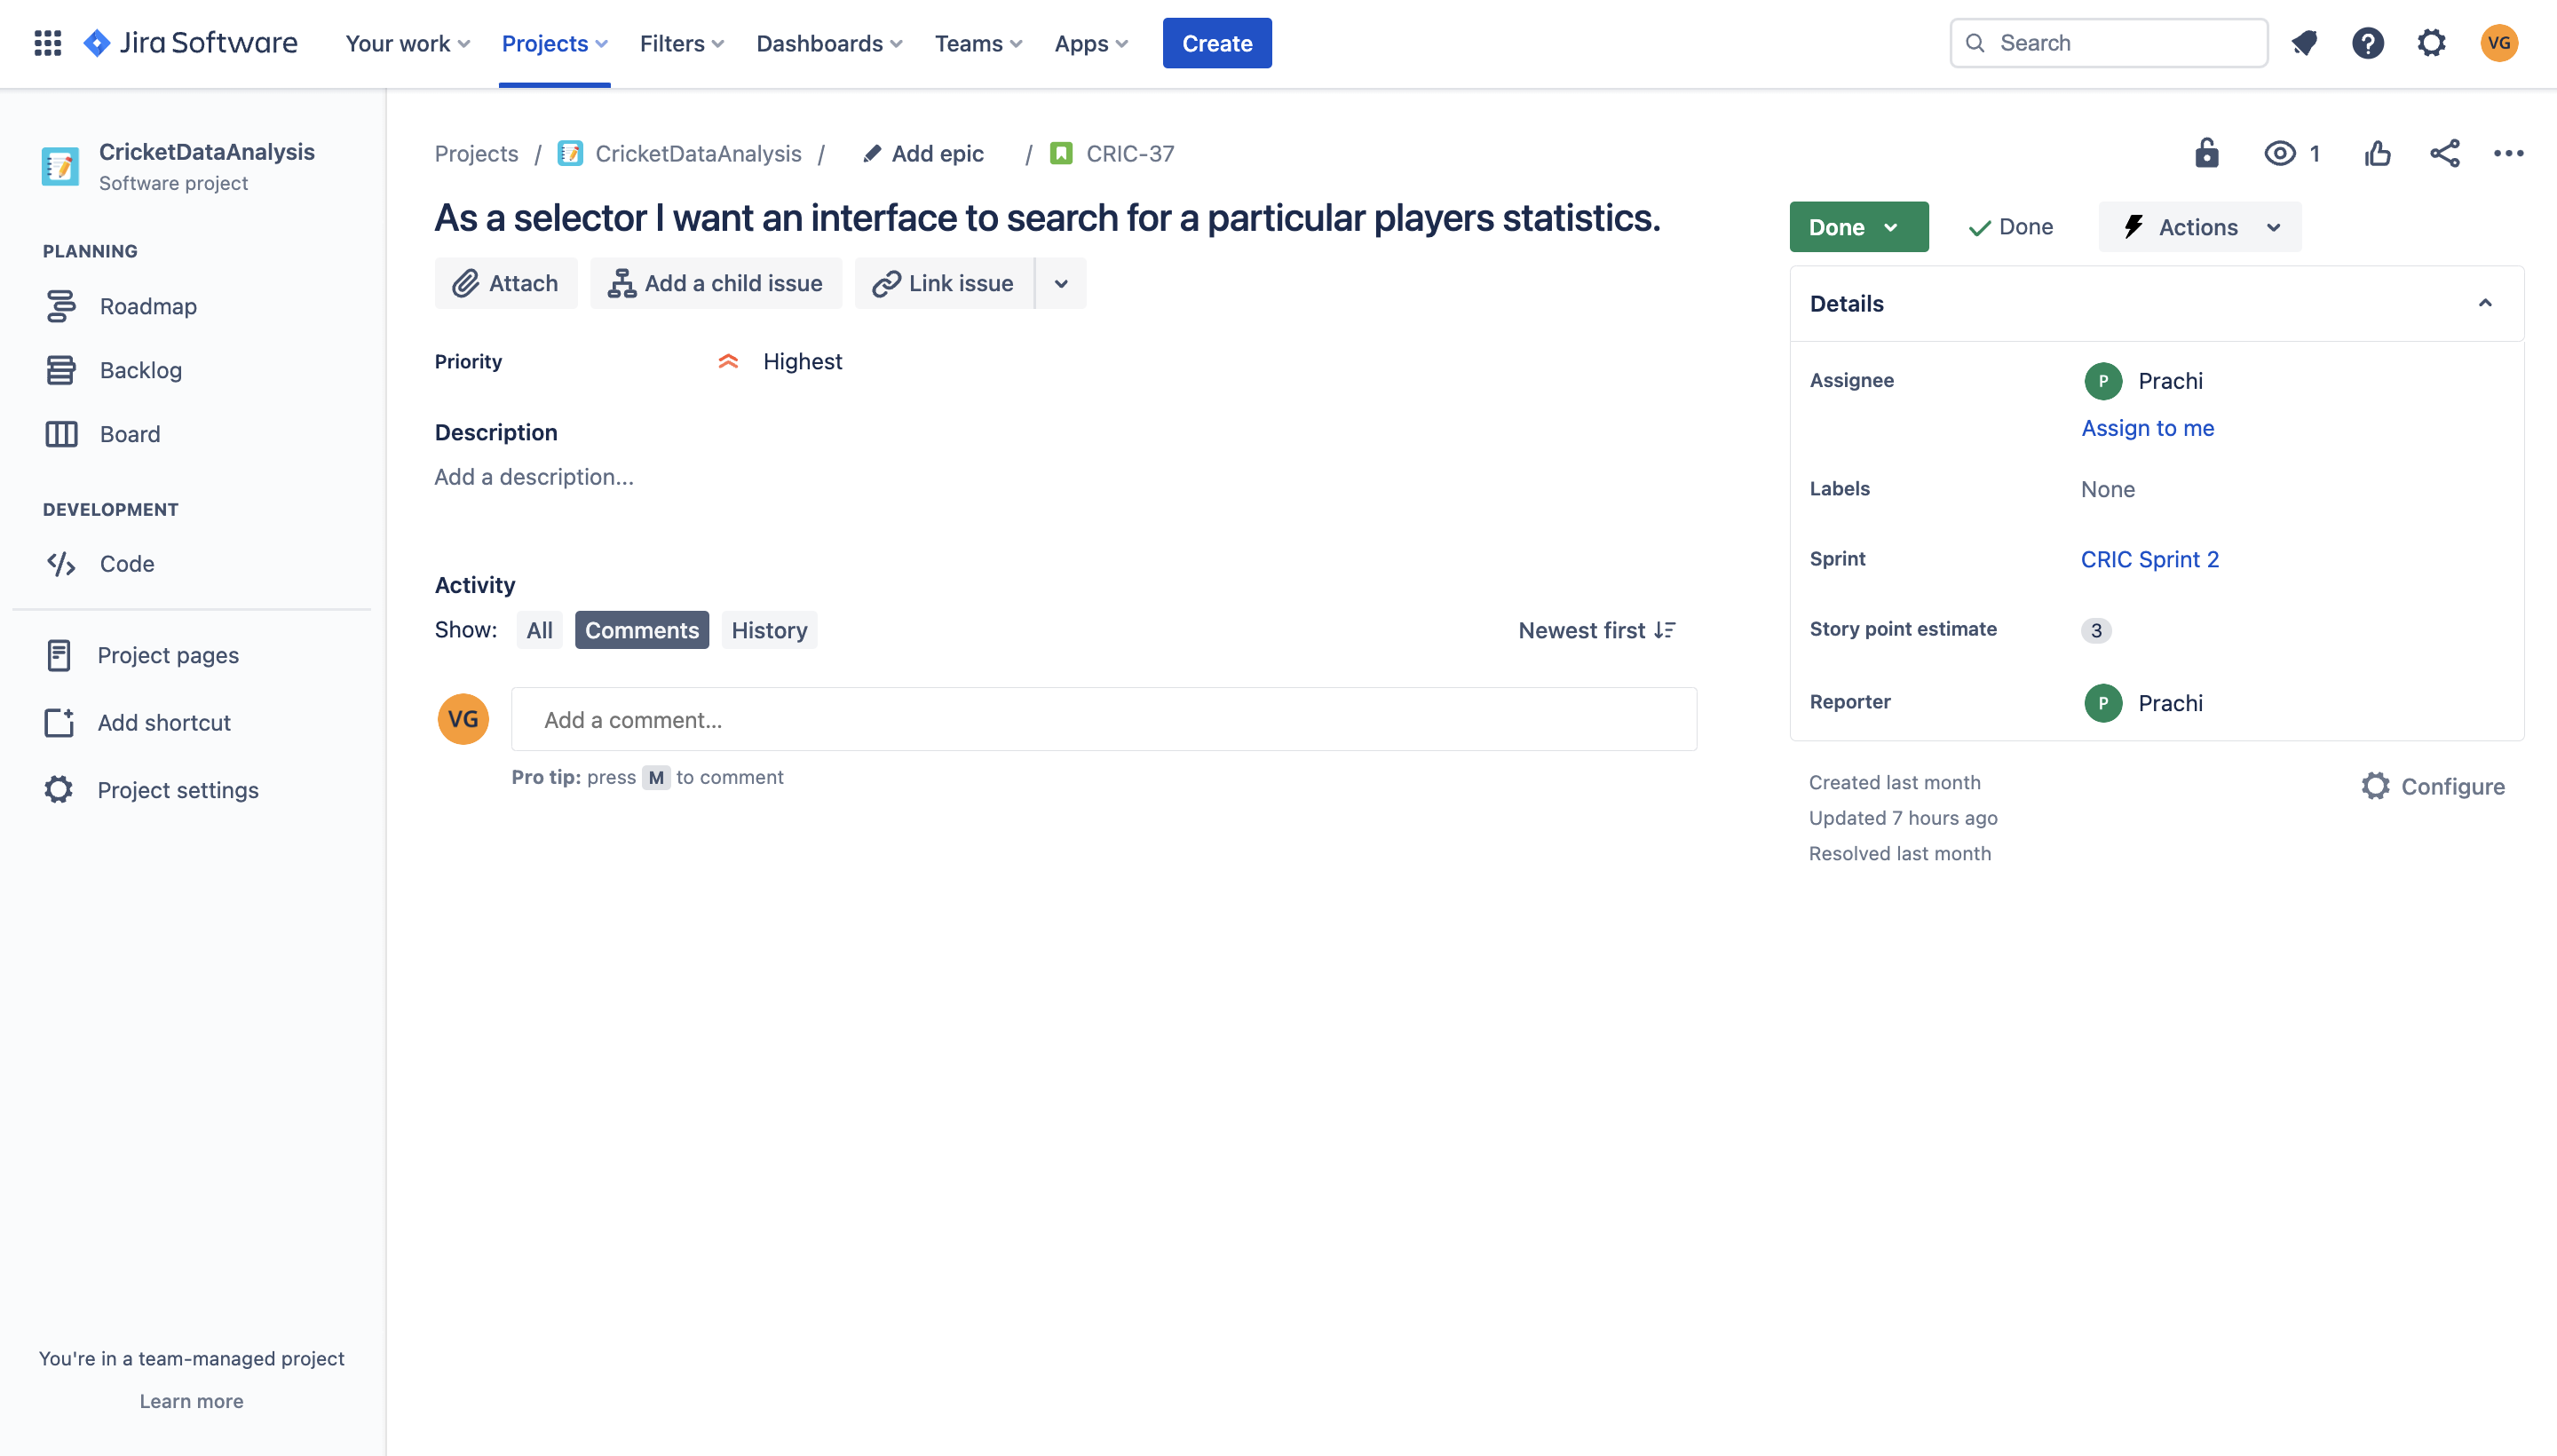 Jira Software Your work Projects Filters Dashboards Teams Apps Create Search VG
CricketDataAnalysis
Software project
PLANNING
Roadmap
Backlog
Board
DEVELOPMENT
Code
Project pages
Add shortcut
Project settings
You're in a team-managed project
Learn more
Projects / CricketDataAnalysis / Add epic / CRIC-37
1
As a selector I want an interface to search for a particular players statistics.
Attach Add a child issue Link issue
Priority Highest
Description
Add a description...
Activity
Show: All Comments History Newest first
VG Add a comment...
Pro tip: press M to comment
Done Done Actions
Details
Assignee P Prachi
Assign to me
Labels None
Sprint CRIC Sprint 2
Story point estimate 3
Reporter P Prachi
Created last month Configure
Updated 7 hours ago
Resolved last month